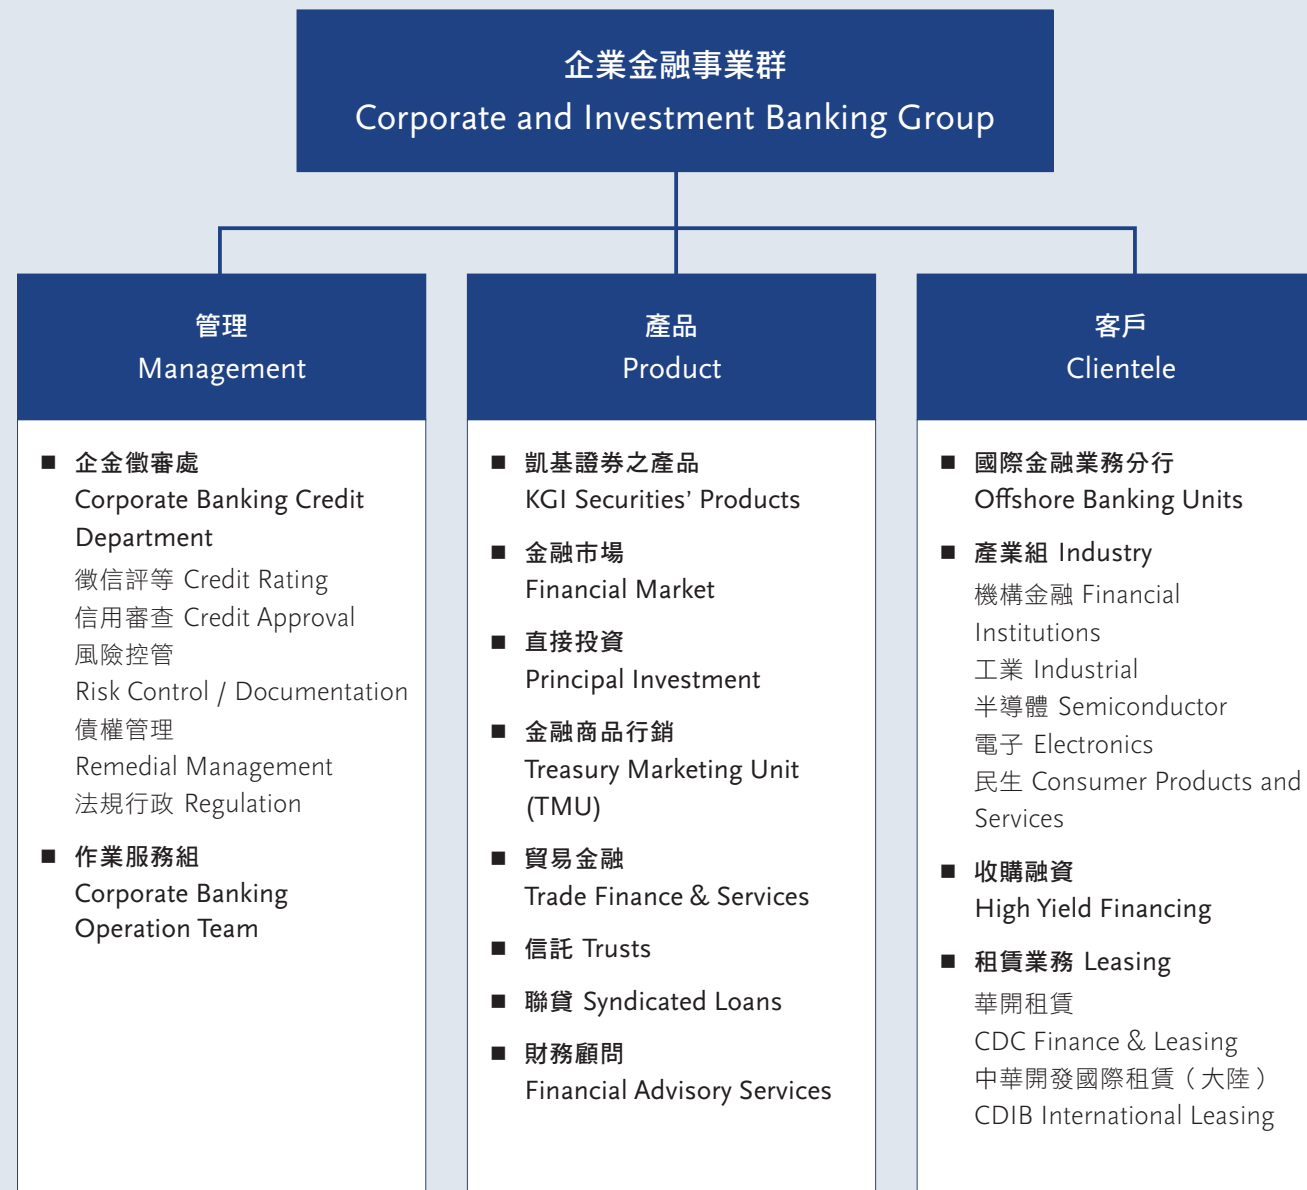 企業金融事業群
Corporate and Investment Banking Group
管理
Management
■ 企金徵審處
Corporate Banking Credit
Department
徵信評等 Credit Rating
信用審查 Credit Approval
風險控管
Risk Control / Documentation
債權管理
Remedial Management
法規行政 Regulation
■ 作業服務組
Corporate Banking
Operation Team
產品
Product
■ 凱基證券之產品
KGI Securities’ Products
■ 金融市場
Financial Market
■ 直接投資
Principal Investment
■ 金融商品行銷
Treasury Marketing Unit
(TMU)
■ 貿易金融
Trade Finance & Services
■ 信託 Trusts
■ 聯貸 Syndicated Loans
■ 財務顧問
Financial Advisory Services
客戶
Clientele
■ 國際金融業務分行
Offshore Banking Units
■ 產業組 Industry
機構金融 Financial
Institutions
工業 Industrial
半導體 Semiconductor
電子 Electronics
民生 Consumer Products and
Services
■ 收購融資
High Yield Financing
■ 租賃業務 Leasing
華開租賃
CDC Finance & Leasing
中華開發國際租賃（大陸）
CDIB International Leasing